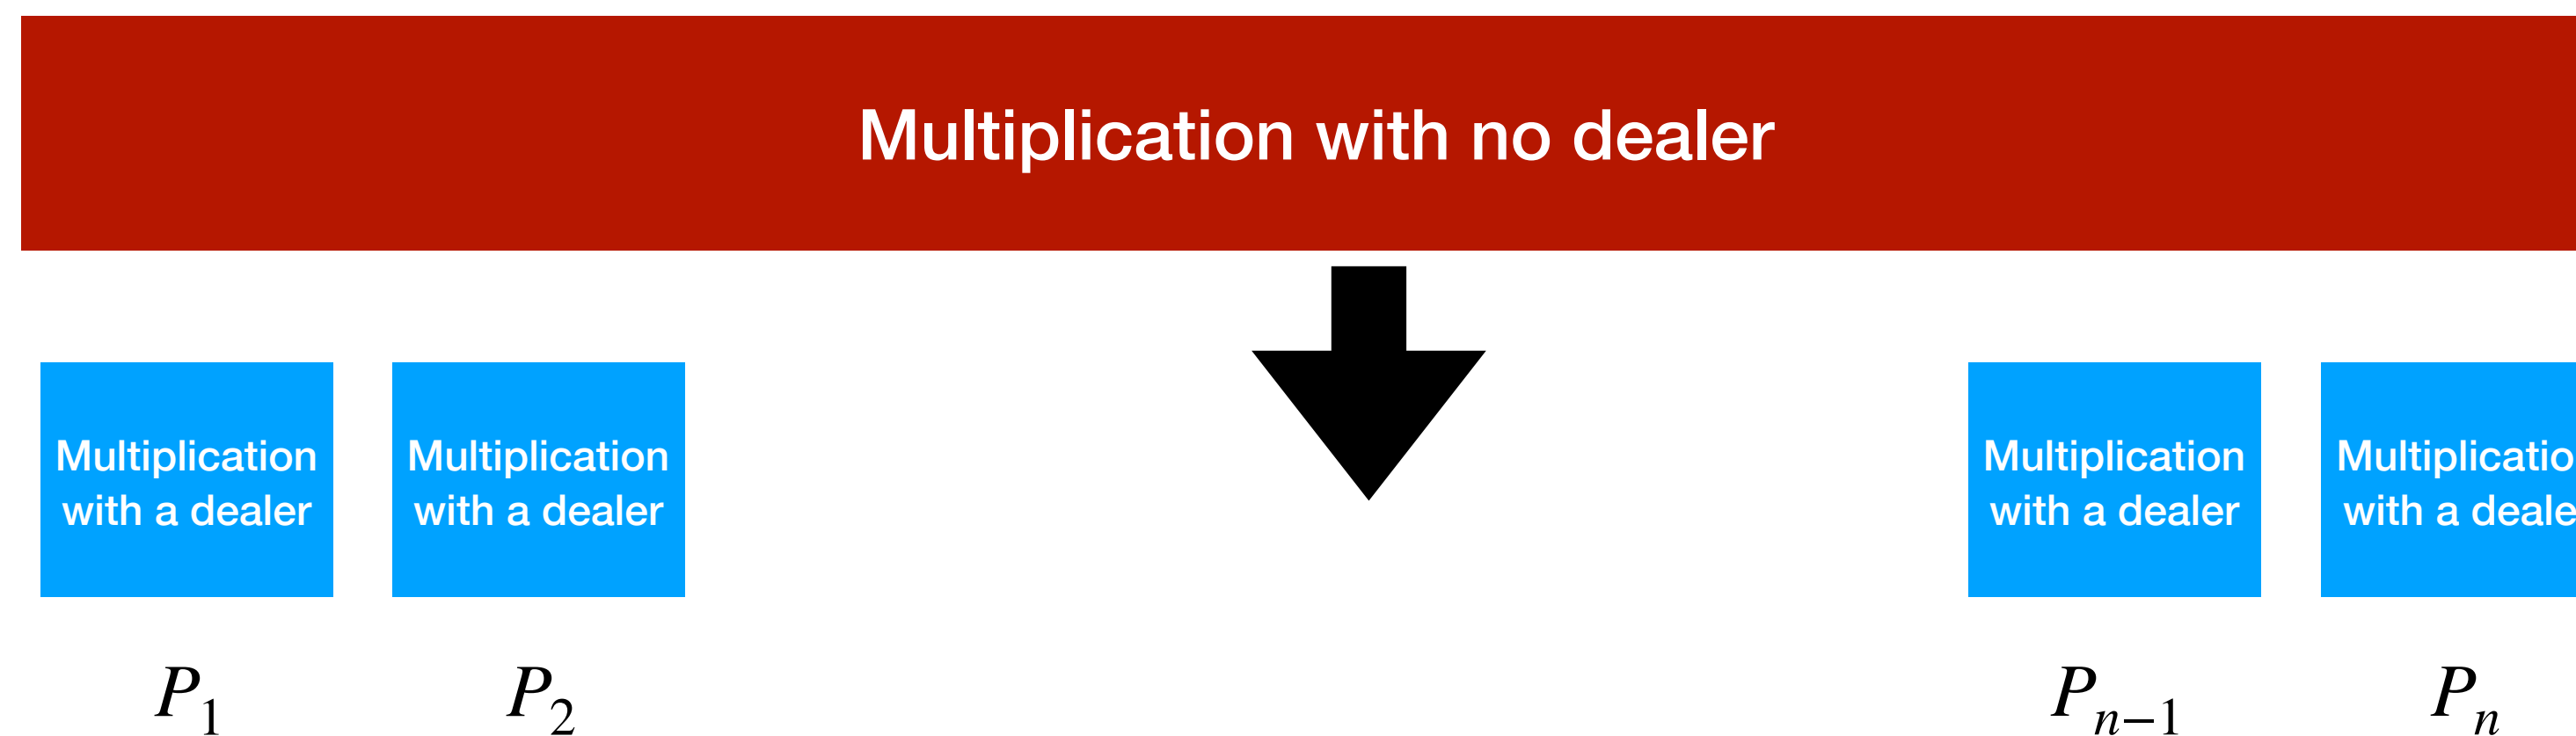 Multiplication with no dealer
Multiplication
with a dealer
Multiplication
with a dealer
Multiplication
with a dealer
Multiplicatio
with a deale
P₁
P₂
Pₙ₋₁
Pₙ